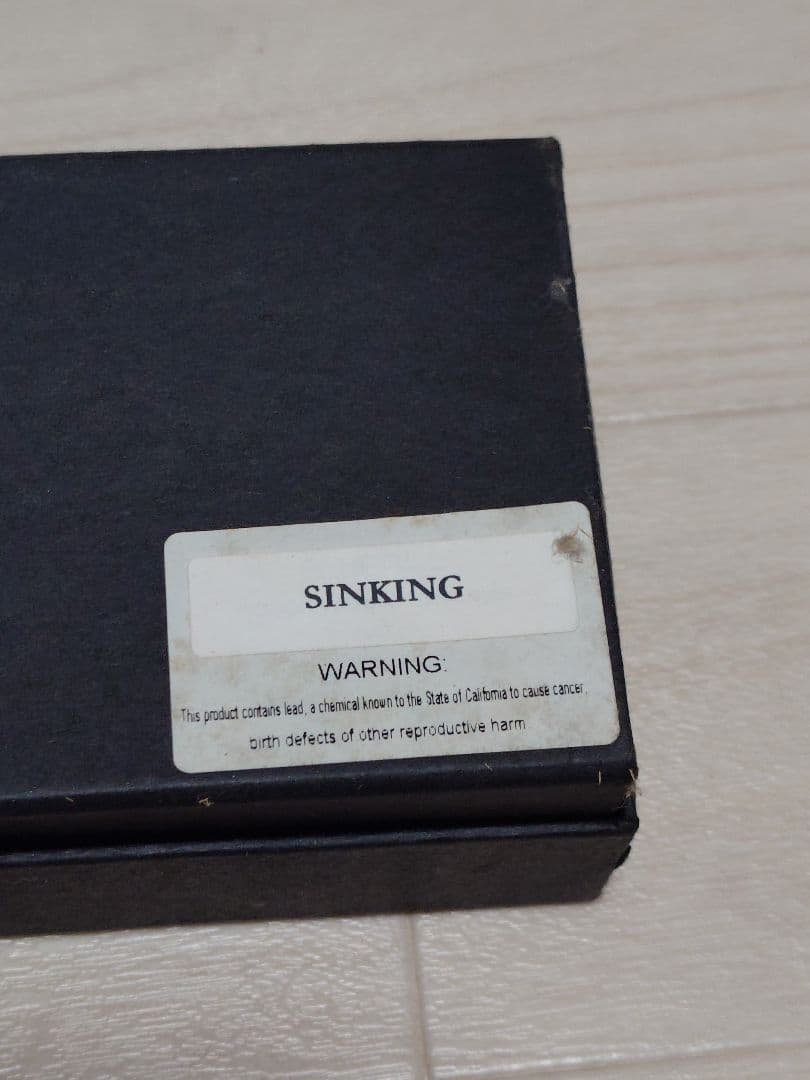 SINKING
WARNING:
This product contains lead, a chemical known to the State of California to cause cancer,
birth defects of other reproductive harm